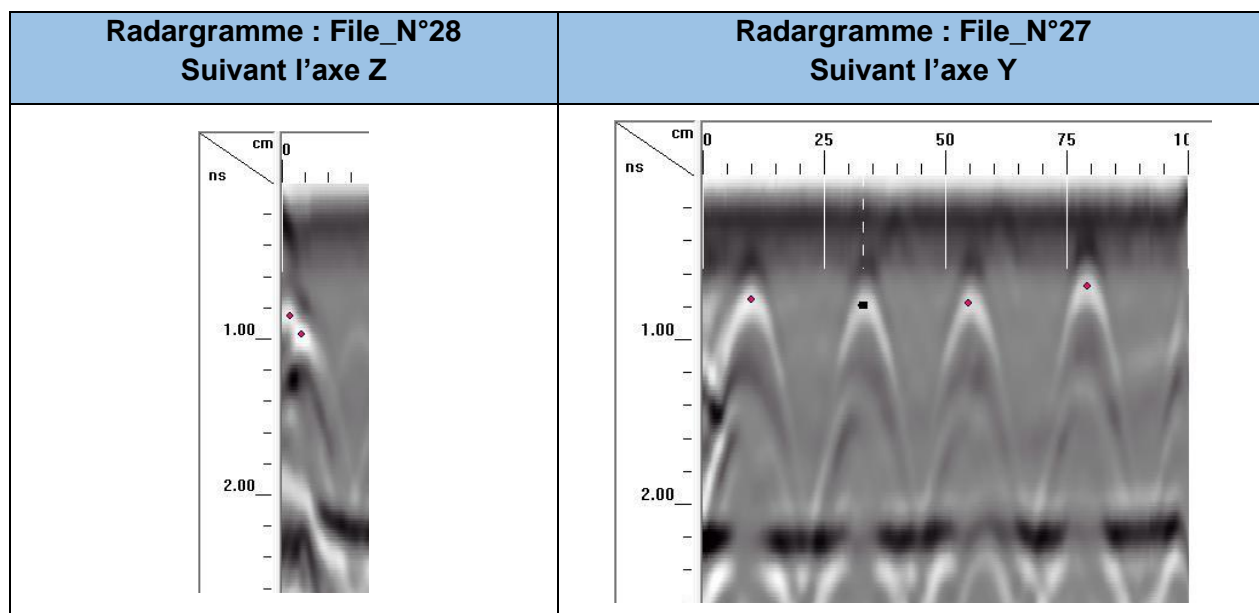 Radargramme : File_N°28
Suivant l'axe Z
Radargramme : File_N°27
Suivant l'axe Y
cm 0
ns
1.00
2.00
cm 0 25 50 75 10
ns
1.00
2.00